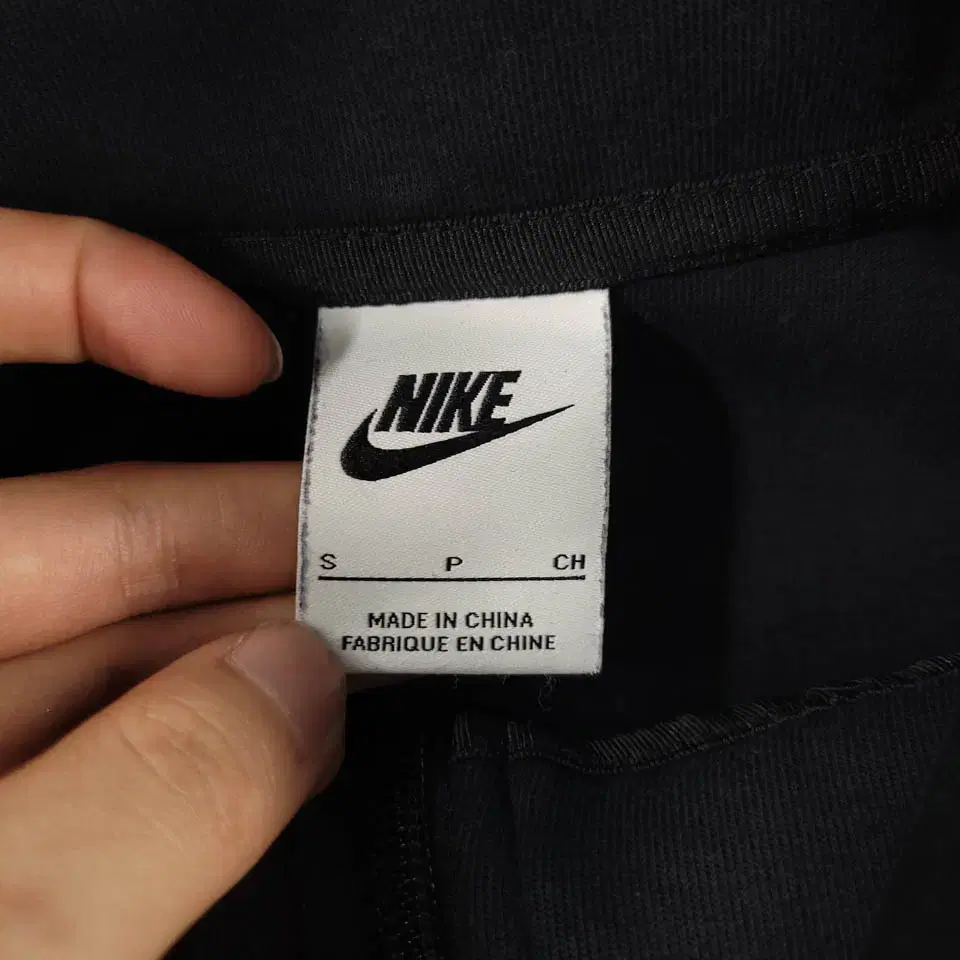 NIKE
S P CH
MADE IN CHINA
FABRIQUE EN CHINE